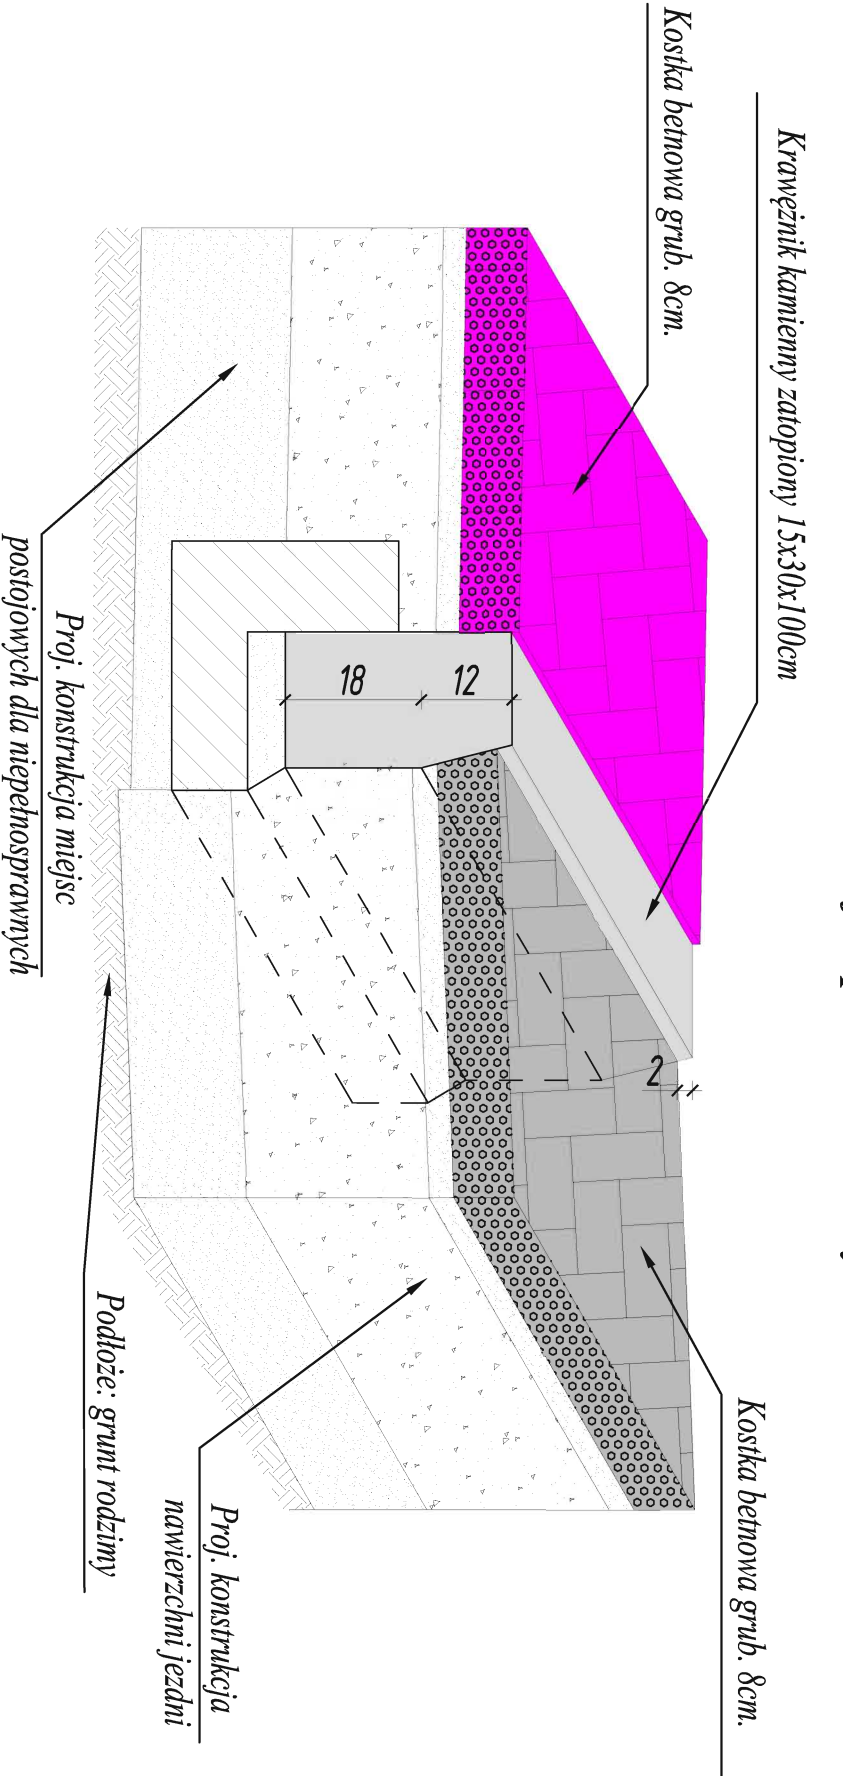 Krawężnik kamienny zatopiony 15x30x100cm
Kostka betnowa grub. 8cm.
Kostka betnowa grub. 8cm.
2
12
18
Proj. konstrukcja miejsc
postojowych dla niepełnosprawnych
Proj. konstrukcja
nawierzchni jezdni
Podłoże: grunt rodzimy